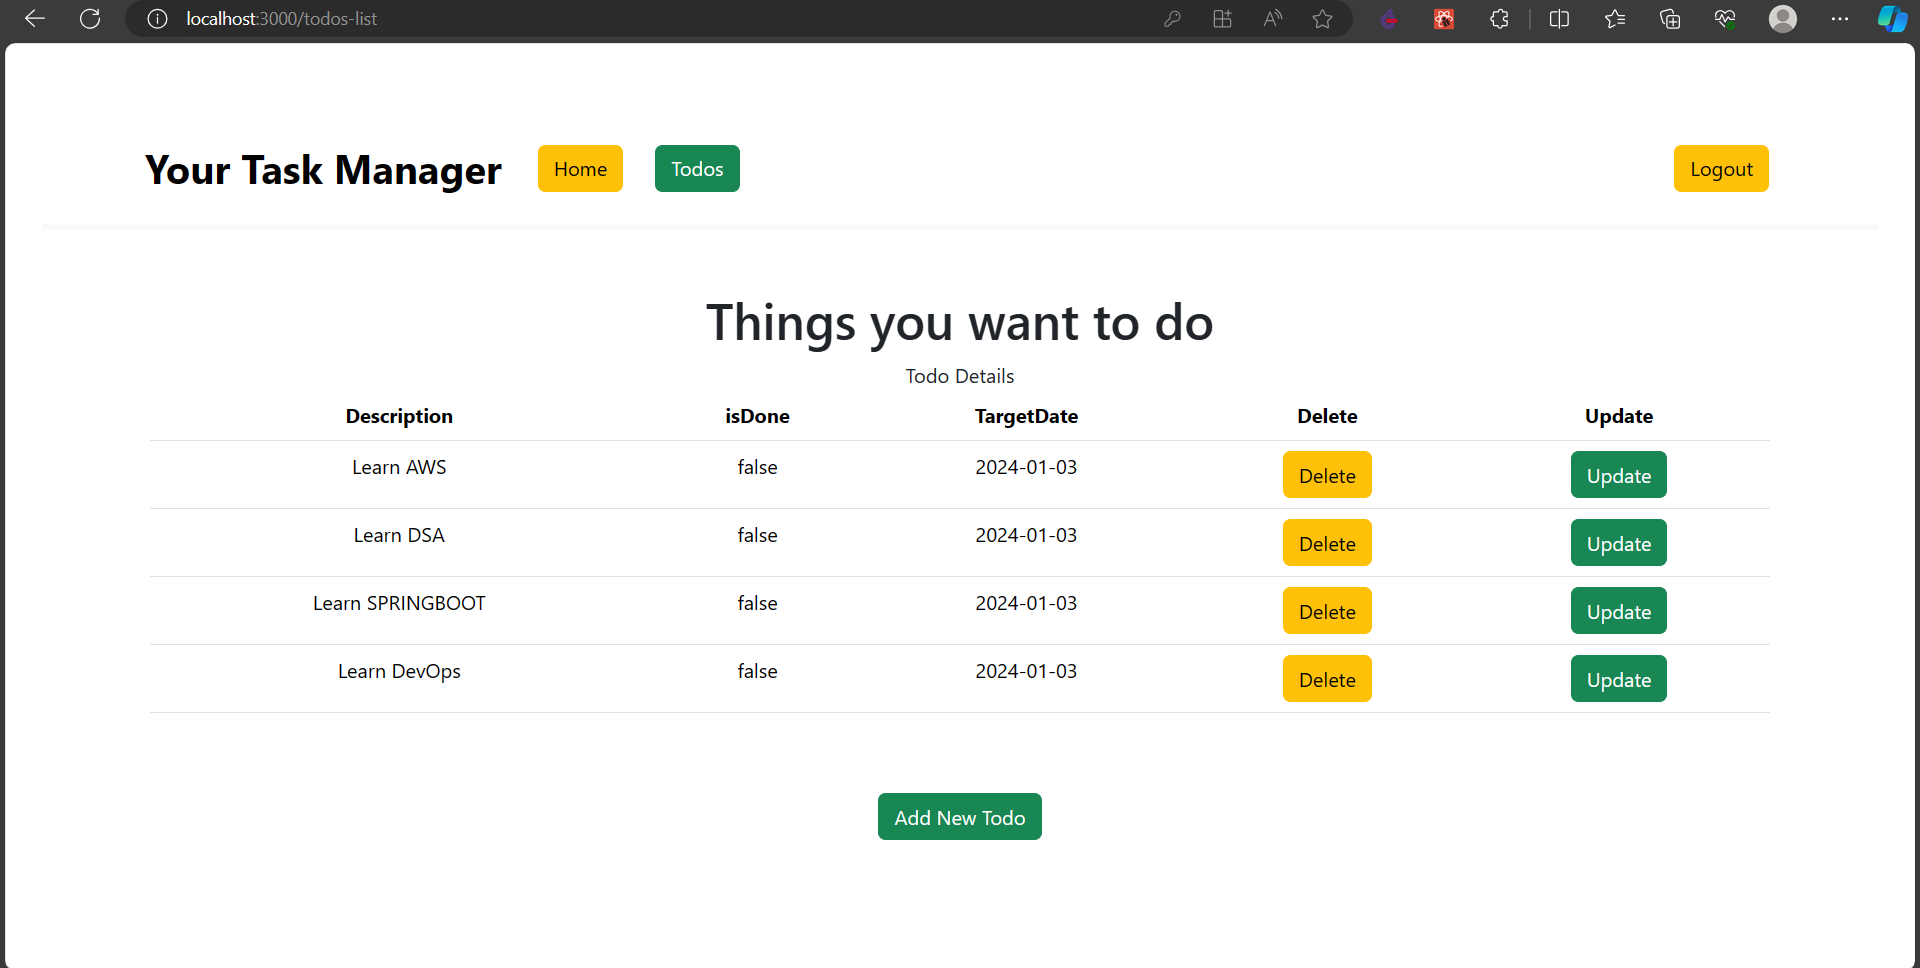 localhost:3000/todos-list
Your Task Manager Home Todos Logout
Things you want to do
Todo Details
Description isDone TargetDate Delete Update
Learn AWS false 2024-01-03 Delete Update
Learn DSA false 2024-01-03 Delete Update
Learn SPRINGBOOT false 2024-01-03 Delete Update
Learn DevOps false 2024-01-03 Delete Update
Add New Todo